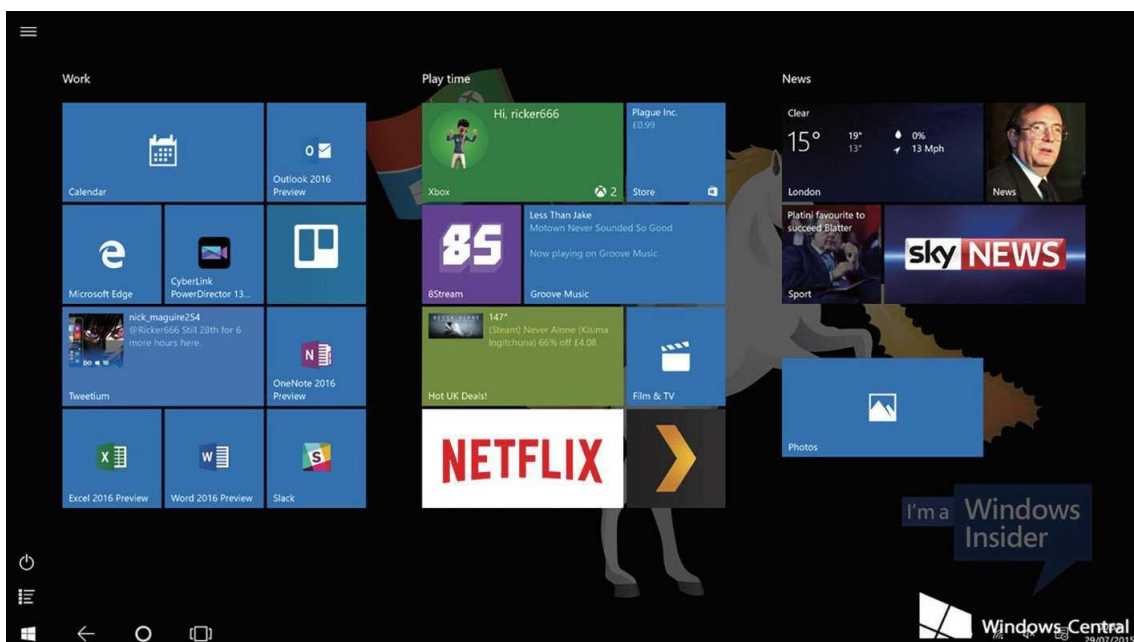 Work
Calendar
Outlook 2016
Preview
Microsoft Edge
CyberLink
PowerDirector 13...
nick_maguire254
@Ricker666 Still 28th for 6
more hours here.
Tweetium
OneNote 2016
Preview
Excel 2016 Preview
Word 2016 Preview
Slack
Play time
Hi, ricker666
Xbox
2
Plague Inc.
£0.99
Store
85
8Stream
Less Than Jake
Motown Never Sounded So Good
Now playing on Groove Music
Groove Music
NEVER ALONE
147°
(Steam) Never Alone (Kisima
Ingitchuna) 66% off £4.08
Hot UK Deals!
Film & TV
NETFLIX
News
Clear
15° 19° 0%
13° 13 Mph
London
News
Platini favourite to
succeed Blatter
Sport
sky NEWS
Photos
I'm a Windows
Insider
Windows Central